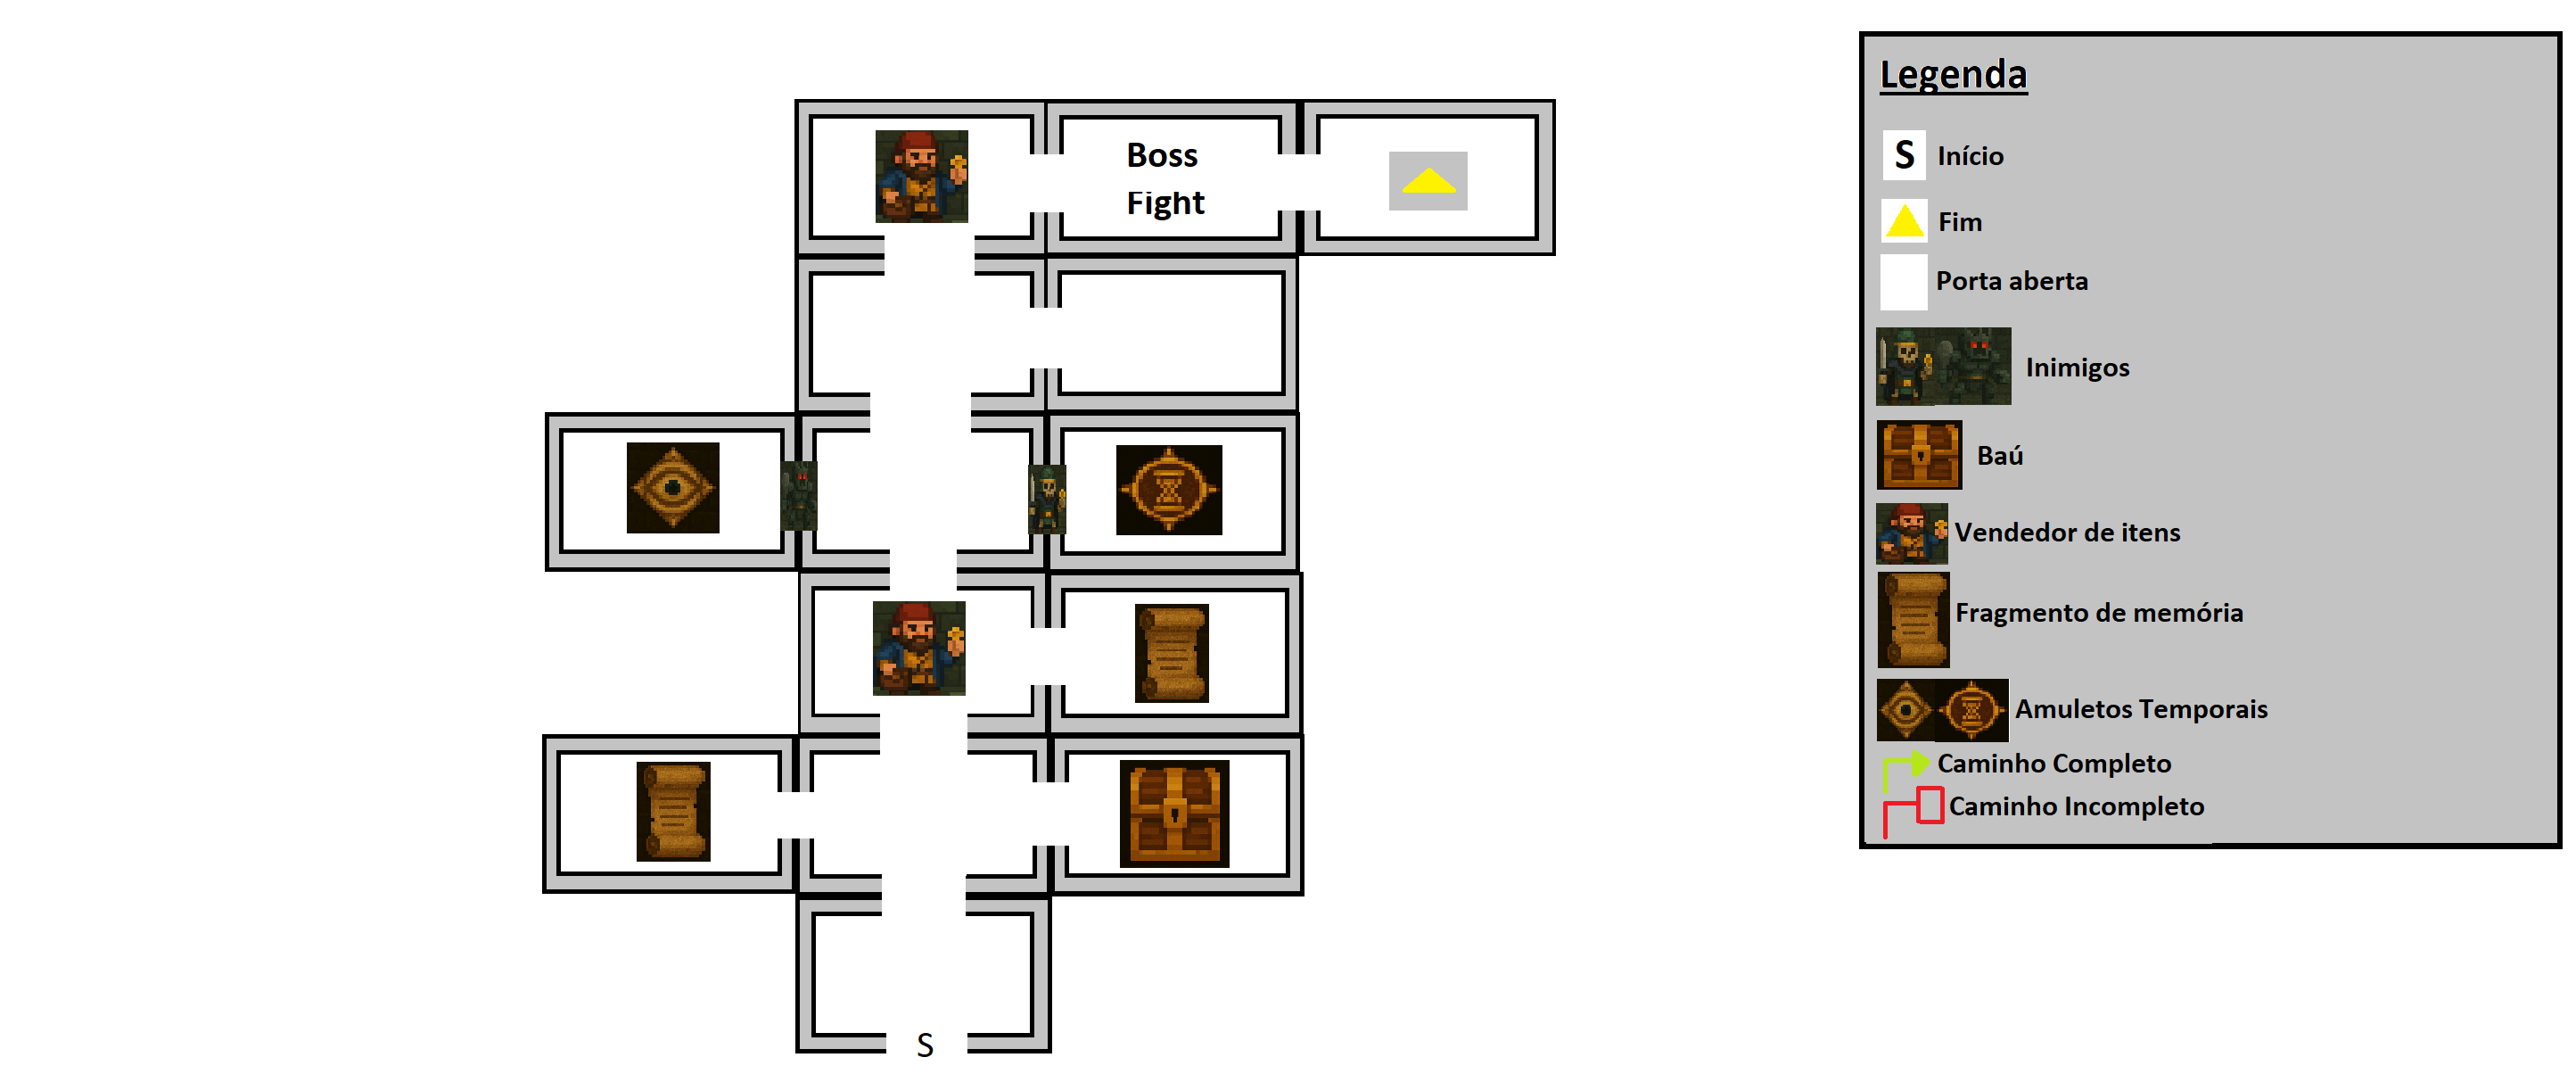 Boss
Fight
S
Legenda
S Início
Fim
Porta aberta
Inimigos
Baú
Vendedor de itens
Fragmento de memória
Amuletos Temporais
Caminho Completo
Caminho Incompleto